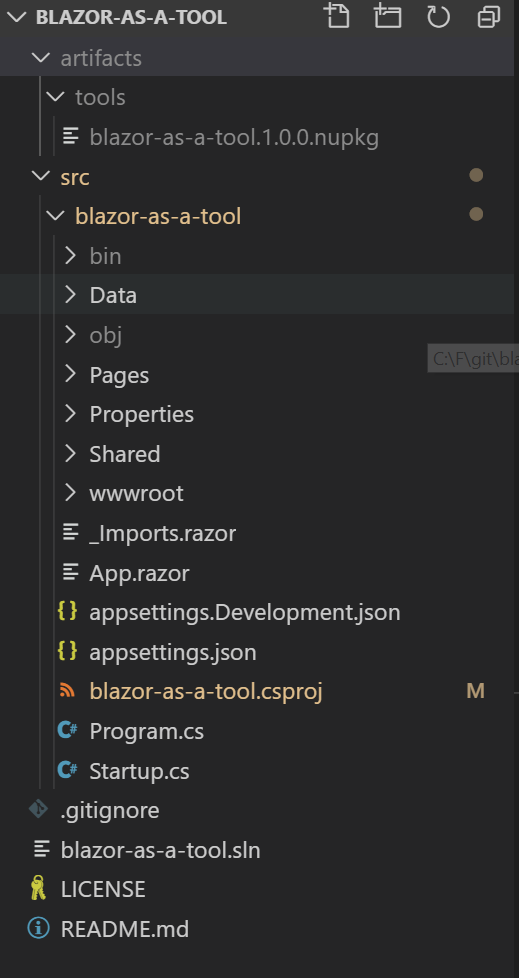 BLAZOR-AS-A-TOOL
artifacts
tools
blazor-as-a-tool.1.0.0.nupkg
src
blazor-as-a-tool
bin
Data
obj
C:\F\git\bla
Pages
Properties
Shared
wwwroot
_Imports.razor
App.razor
{} appsettings.Development.json
{} appsettings.json
blazor-as-a-tool.csproj M
C# Program.cs
C# Startup.cs
.gitignore
blazor-as-a-tool.sln
LICENSE
README.md